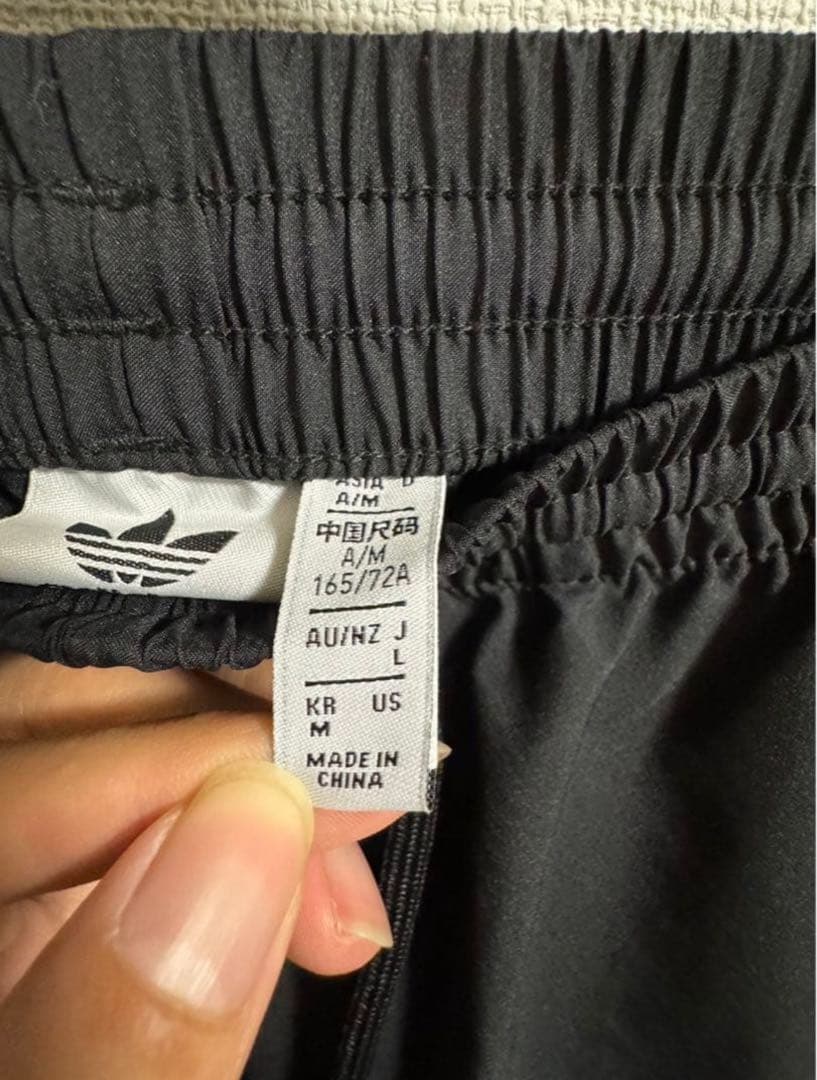 ASIA D
A/M
中国尺码
A/M
165/72A
AU/NZ J
L
KR US
M
MADE IN
CHINA